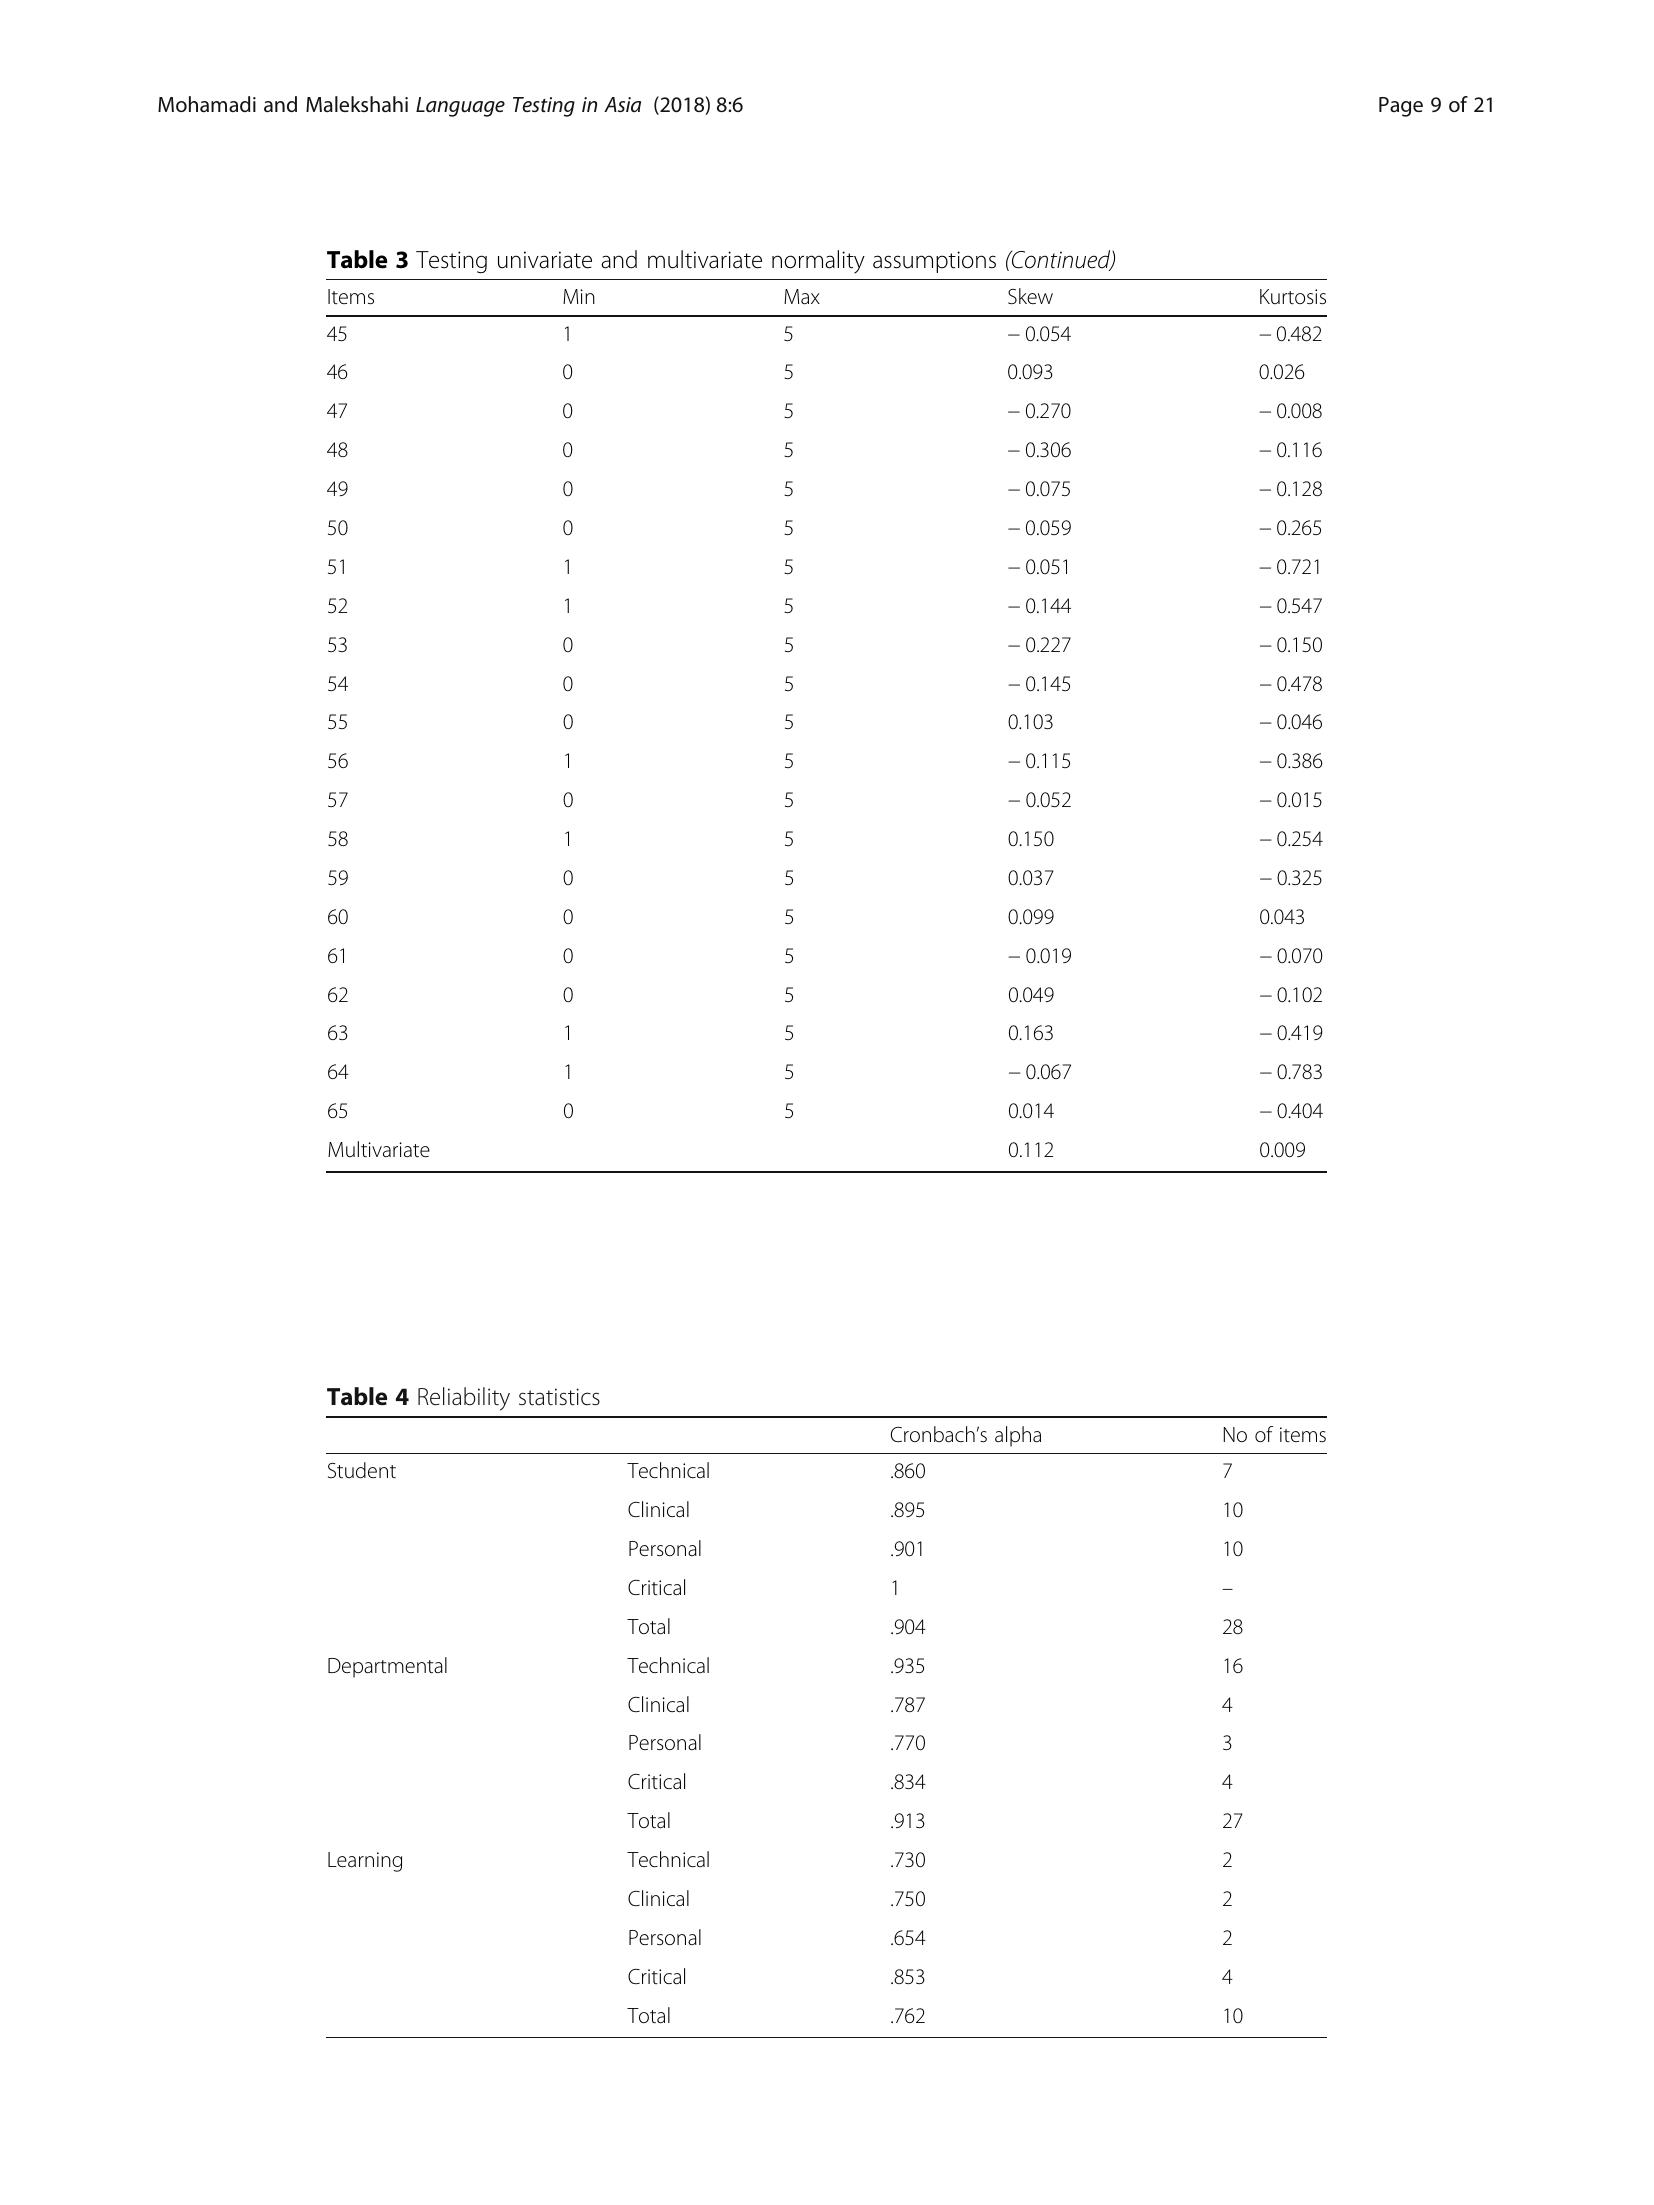 Mohamadi and Malekshahi Language Testing in Asia (2018) 8:6 Page 9 of 21
Table 3 Testing univariate and multivariate normality assumptions (Continued)
Items Min Max Skew Kurtosis
45 1 5 − 0.054 − 0.482
46 0 5 0.093 0.026
47 0 5 − 0.270 − 0.008
48 0 5 − 0.306 − 0.116
49 0 5 − 0.075 − 0.128
50 0 5 − 0.059 − 0.265
51 1 5 − 0.051 − 0.721
52 1 5 − 0.144 − 0.547
53 0 5 − 0.227 − 0.150
54 0 5 − 0.145 − 0.478
55 0 5 0.103 − 0.046
56 1 5 − 0.115 − 0.386
57 0 5 − 0.052 − 0.015
58 1 5 0.150 − 0.254
59 0 5 0.037 − 0.325
60 0 5 0.099 0.043
61 0 5 − 0.019 − 0.070
62 0 5 0.049 − 0.102
63 1 5 0.163 − 0.419
64 1 5 − 0.067 − 0.783
65 0 5 0.014 − 0.404
Multivariate 0.112 0.009
Table 4 Reliability statistics
Cronbach’s alpha No of items
Student Technical .860 7
Clinical .895 10
Personal .901 10
Critical 1 –
Total .904 28
Departmental Technical .935 16
Clinical .787 4
Personal .770 3
Critical .834 4
Total .913 27
Learning Technical .730 2
Clinical .750 2
Personal .654 2
Critical .853 4
Total .762 10